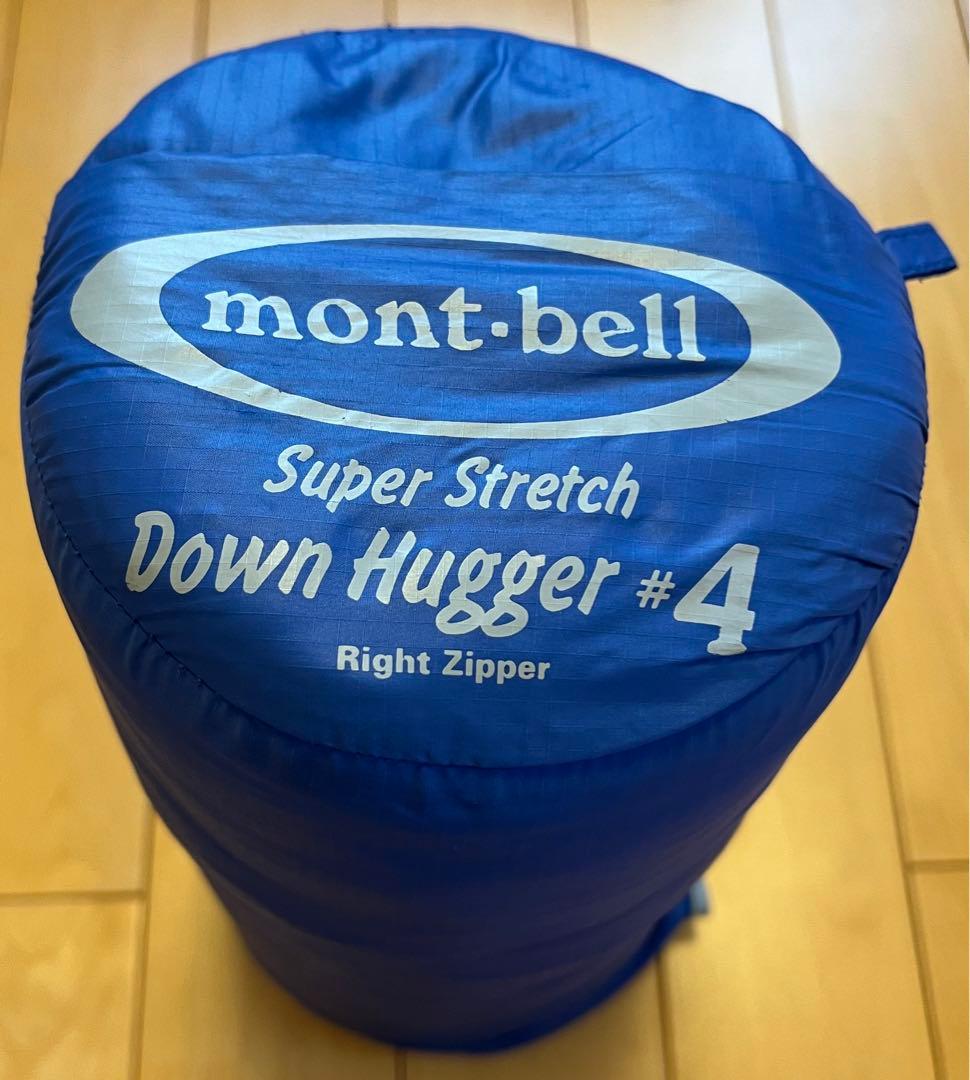 mont·bell
Super Stretch
Down Hugger #4
Right Zipper